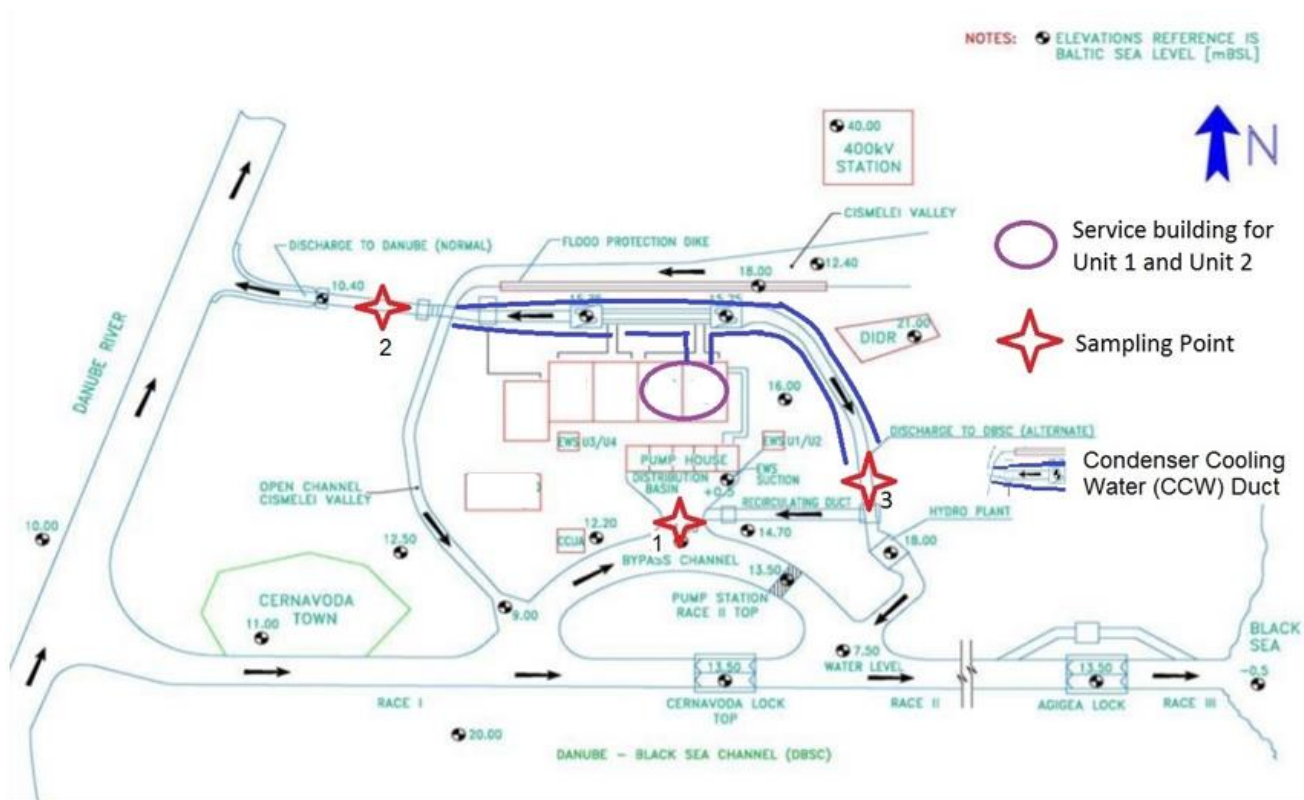 NOTES: ELEVATIONS REFERENCE IS
BALTIC SEA LEVEL [mBSL]
N
40.00
400kV
STATION
CISMELEI VALLEY
Service building for
Unit 1 and Unit 2
DISCHARGE TO DANUBE (NORMAL)
FLOOD PROTECTION DIKE
18.00
12.40
10.40
15.25
2
DIDR
21.00
Sampling Point
DANUBE RIVER
16.00
DISCHARGE TO DBSC (ALTERNATE)
EWS U3/U4
EWS U1/U2
PUMP HOUSE
DISTRIBUTION
BASIN
+0.5
EWS
SUCTION
Condenser Cooling
Water (CCW) Duct
OPEN CHANNEL
CISMELEI VALLEY
RECIRCULATING DUCT
3
HYDRO PLANT
10.00
12.50
CCUA
12.20
1
14.70
18.00
BYPASS CHANNEL
13.50
PUMP STATION
RACE II TOP
CERNAVODA
TOWN
11.00
9.00
7.50
WATER LEVEL
BLACK
SEA
-0.5
13.50
13.50
RACE I
CERNAVODA LOCK
TOP
RACE II
AGIGEA LOCK
RACE III
20.00
DANUBE - BLACK SEA CHANNEL (DBSC)